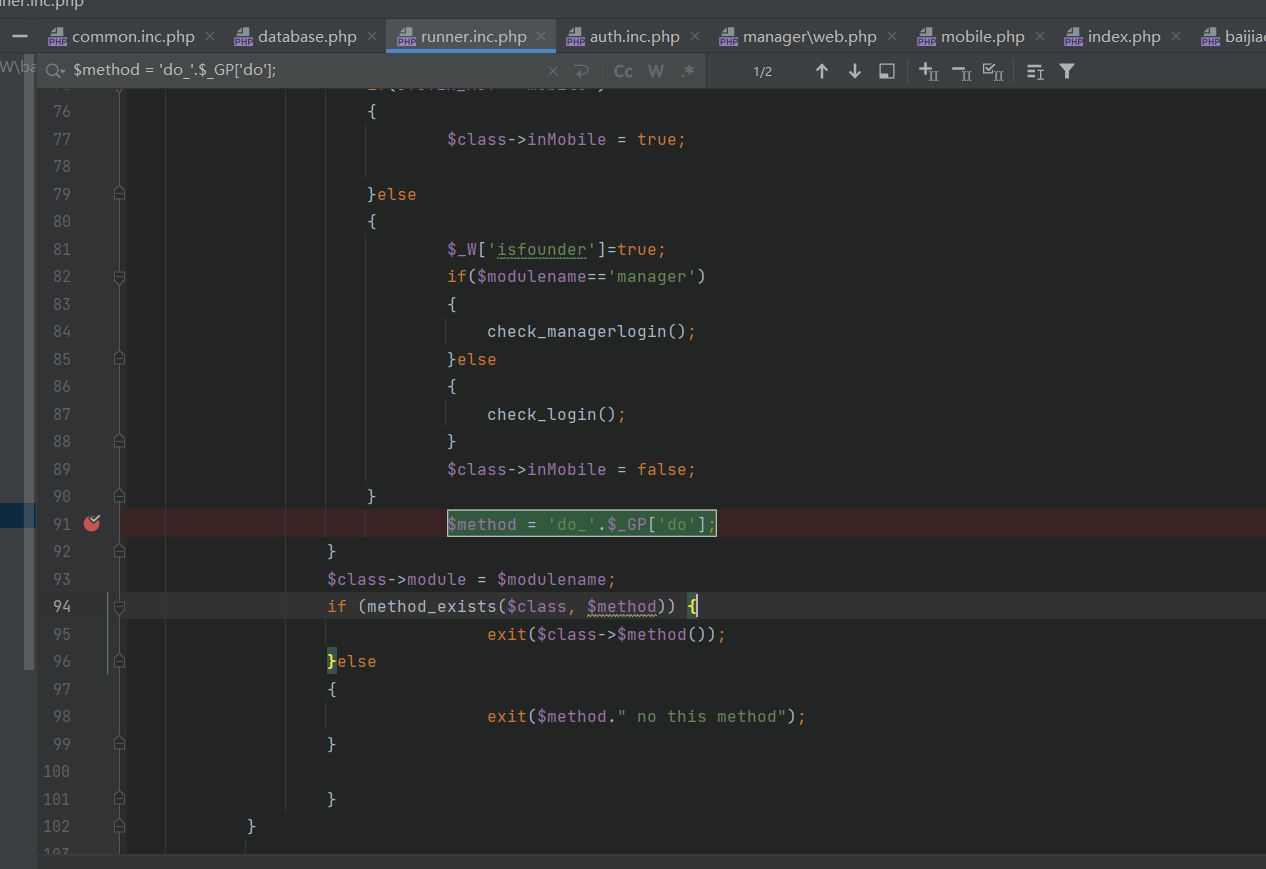 ner.inc.php
common.inc.php database.php runner.inc.php auth.inc.php manager\web.php mobile.php index.php baijiac
W\ba
$method = 'do_'.$_GP['do']; Cc W .* 1/2
76 {
77 $class->inMobile = true;
78
79 }else
80 {
81 $_W['isfounder']=true;
82 if($modulename=='manager')
83 {
84 check_managerlogin();
85 }else
86 {
87 check_login();
88 }
89 $class->inMobile = false;
90 }
91 $method = 'do_'.$_GP['do'];
92 }
93 $class->module = $modulename;
94 if (method_exists($class, $method)) {
95 exit($class->$method());
96 }else
97 {
98 exit($method." no this method");
99 }
100
101 }
102 }
103